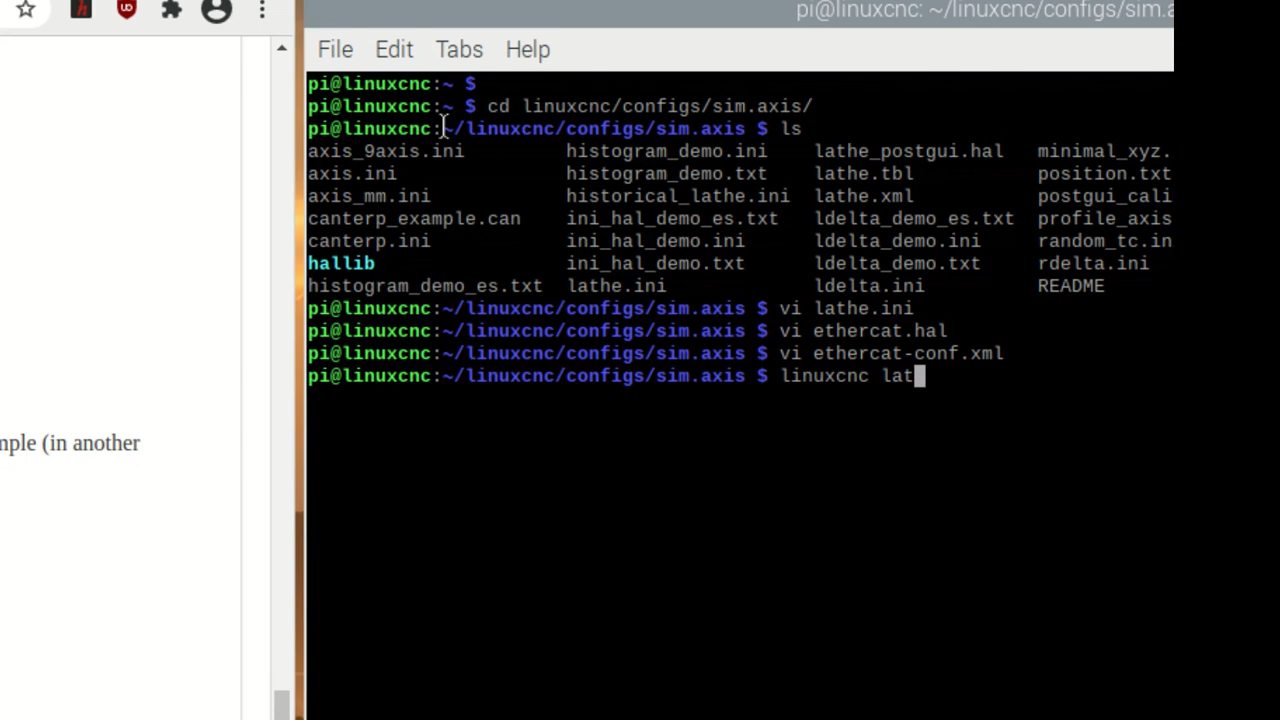 pi@linuxcnc: ~/linuxcnc/configs/sim.a
File Edit Tabs Help
pi@linuxcnc:~ $
pi@linuxcnc:~ $ cd linuxcnc/configs/sim.axis/
pi@linuxcnc:~/linuxcnc/configs/sim.axis $ ls
axis_9axis.ini histogram_demo.ini lathe_postgui.hal minimal_xyz.
axis.ini histogram_demo.txt lathe.tbl position.txt
axis_mm.ini historical_lathe.ini lathe.xml postgui_cali
canterp_example.can ini_hal_demo_es.txt ldelta_demo_es.txt profile_axis
canterp.ini ini_hal_demo.ini ldelta_demo.ini random_tc.in
hallib ini_hal_demo.txt ldelta_demo.txt rdelta.ini
histogram_demo_es.txt lathe.ini ldelta.ini README
pi@linuxcnc:~/linuxcnc/configs/sim.axis $ vi lathe.ini
pi@linuxcnc:~/linuxcnc/configs/sim.axis $ vi ethercat.hal
pi@linuxcnc:~/linuxcnc/configs/sim.axis $ vi ethercat-conf.xml
pi@linuxcnc:~/linuxcnc/configs/sim.axis $ linuxcnc lat
mple (in another